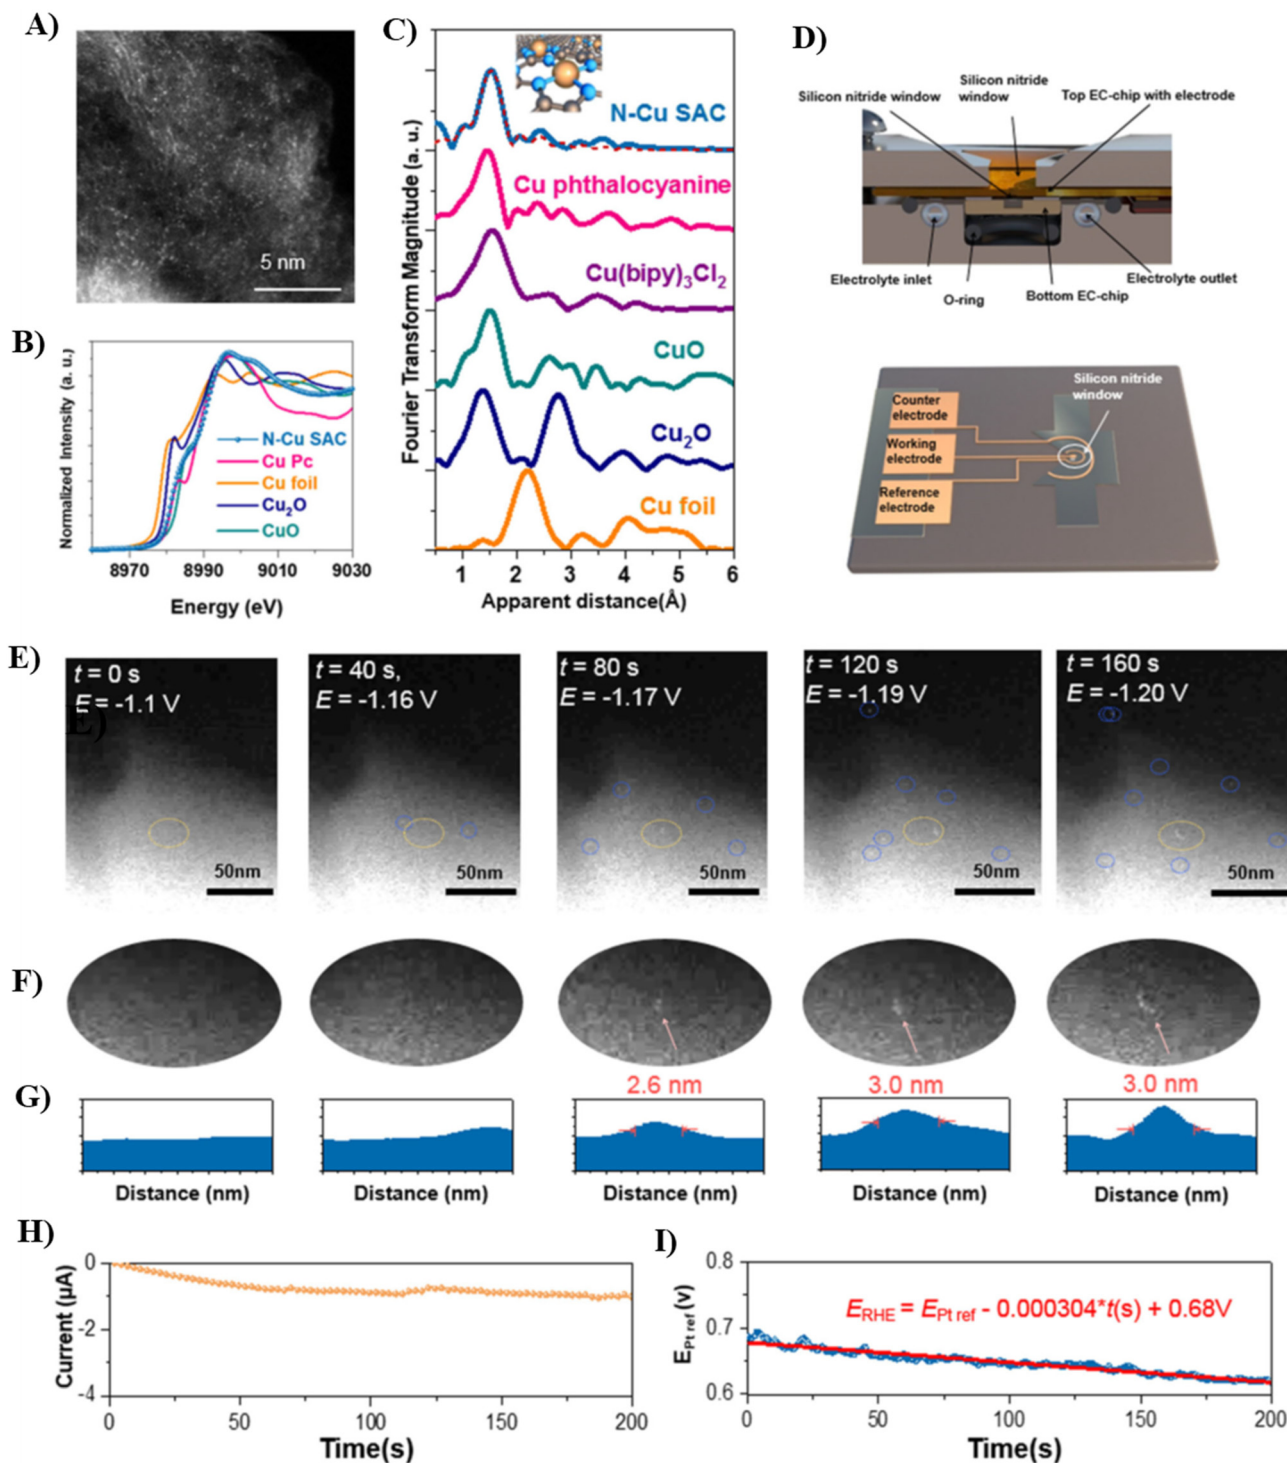 A)
5 nm
B)
Normalized Intensity (a. u.)
N-Cu SAC
Cu Pc
Cu foil
Cu₂O
CuO
8970 8990 9010 9030
Energy (eV)
C)
Fourier Transform Magnitude (a. u.)
N-Cu SAC
Cu phthalocyanine
Cu(bipy)₃Cl₂
CuO
Cu₂O
Cu foil
1 2 3 4 5 6
Apparent distance(Å)
D)
Silicon nitride window
Silicon nitride
window
Top EC-chip with electrode
Electrolyte inlet
O-ring
Bottom EC-chip
Electrolyte outlet
Silicon nitride
window
Counter
electrode
Working
electrode
Reference
electrode
E)
E)
t = 0 s
E = -1.1 V
50nm
t = 40 s,
E = -1.16 V
50nm
t = 80 s
E = -1.17 V
50nm
t = 120 s
E = -1.19 V
50nm
t = 160 s
E = -1.20 V
50nm
F)
G)
2.6 nm
3.0 nm
3.0 nm
Distance (nm)
Distance (nm)
Distance (nm)
Distance (nm)
Distance (nm)
H)
Current (µA)
0
-2
-4
0 50 100 150 200
Time(s)
I)
E Pt ref (v)
0.8
0.7
0.6
E RHE = E Pt ref - 0.000304*t(s) + 0.68V
0 50 100 150 200
Time(s)